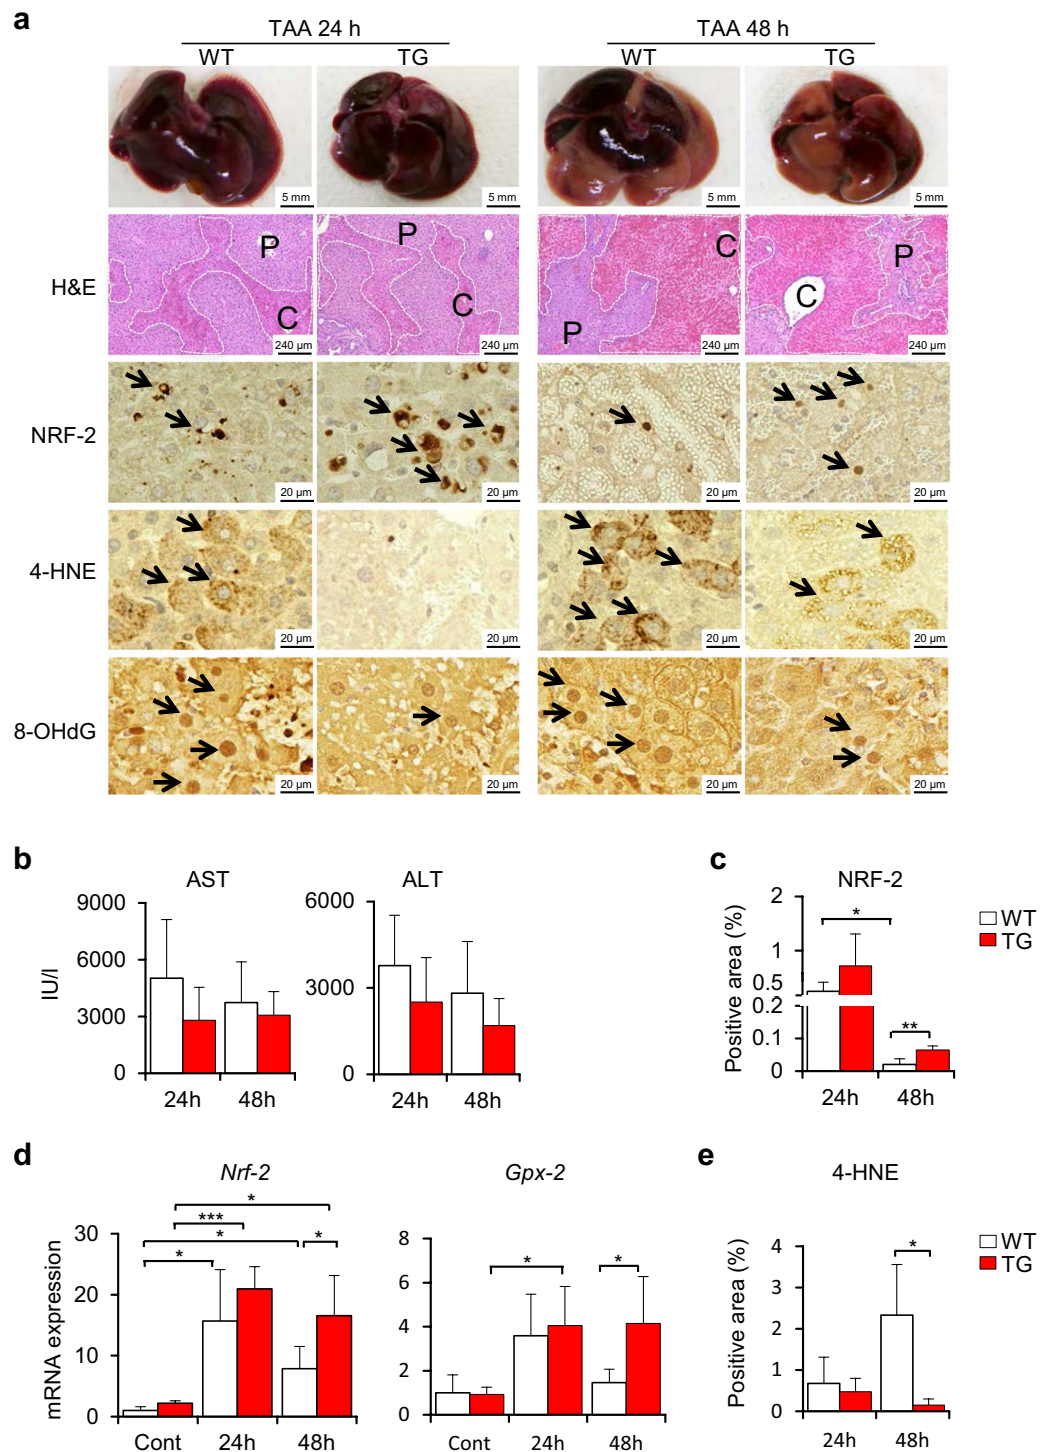 a
TAA 24 h
TAA 48 h
WT
TG
WT
TG
5 mm
5 mm
5 mm
5 mm
H&E
P
C
240 µm
P
C
240 µm
C
P
240 µm
C
P
240 µm
NRF-2
20 µm
20 µm
20 µm
20 µm
4-HNE
20 µm
20 µm
20 µm
20 µm
8-OHdG
20 µm
20 µm
20 µm
20 µm
b
AST
IU/l
9000
6000
3000
0
24h
48h
ALT
6000
3000
0
24h
48h
c
NRF-2
Positive area (%)
2
1
0.5
0.2
0.1
0
*
**
24h
48h
WT
TG
d
Nrf-2
mRNA expression
30
20
10
0
*
***
*
*
*
Cont
24h
48h
Gpx-2
8
6
4
2
0
*
*
Cont
24h
48h
e
4-HNE
Positive area (%)
4
3
2
1
0
*
24h
48h
WT
TG